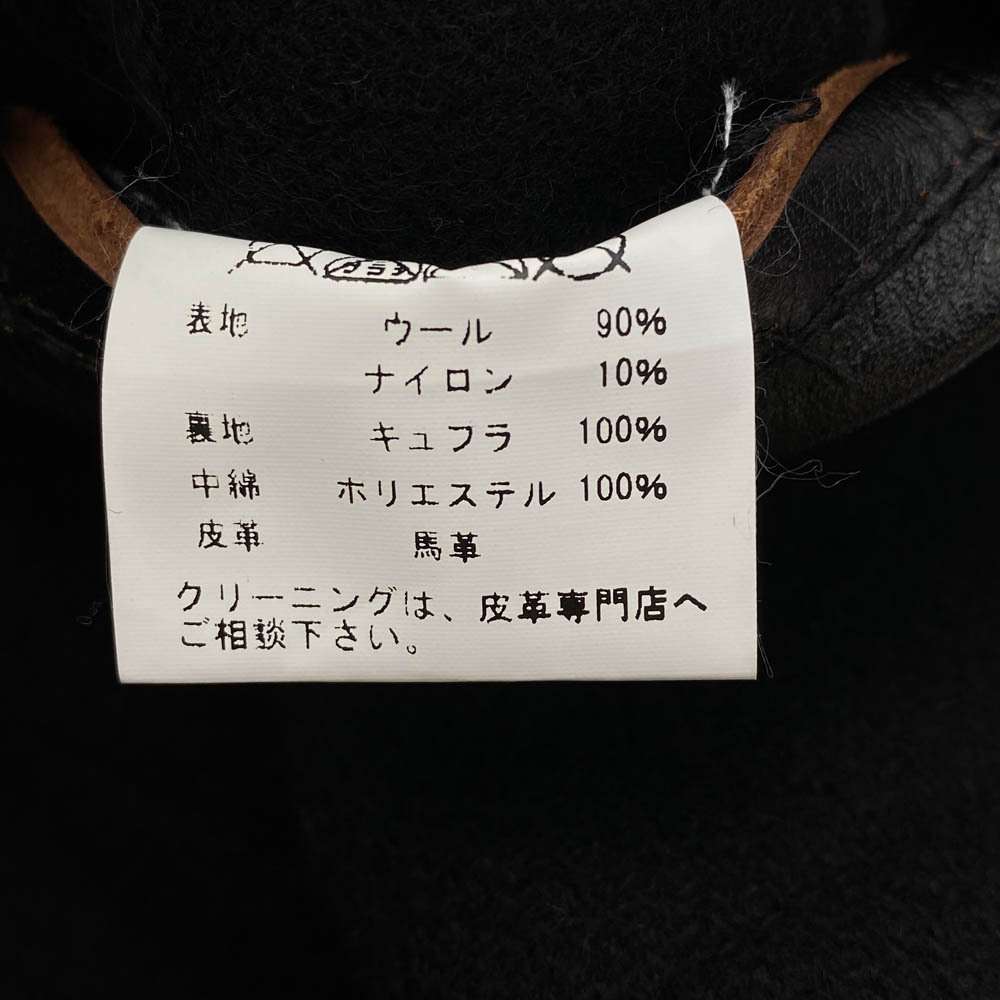 表地 ウール 90%
ナイロン 10%
裏地 キュプラ 100%
中綿 ポリエステル 100%
皮革 馬革
クリーニングは、皮革専門店へ
ご相談下さい。